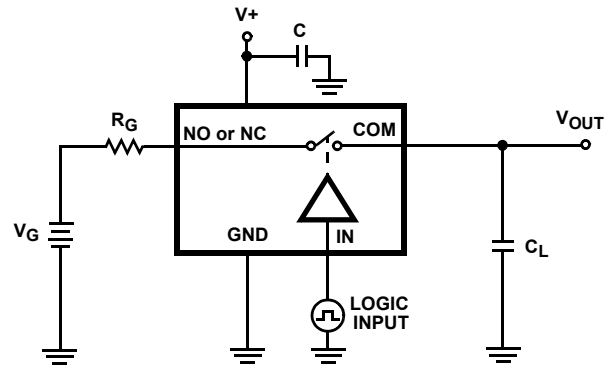 V+
C
RG
NO or NC
COM
VOUT
VG
GND
IN
CL
LOGIC
INPUT